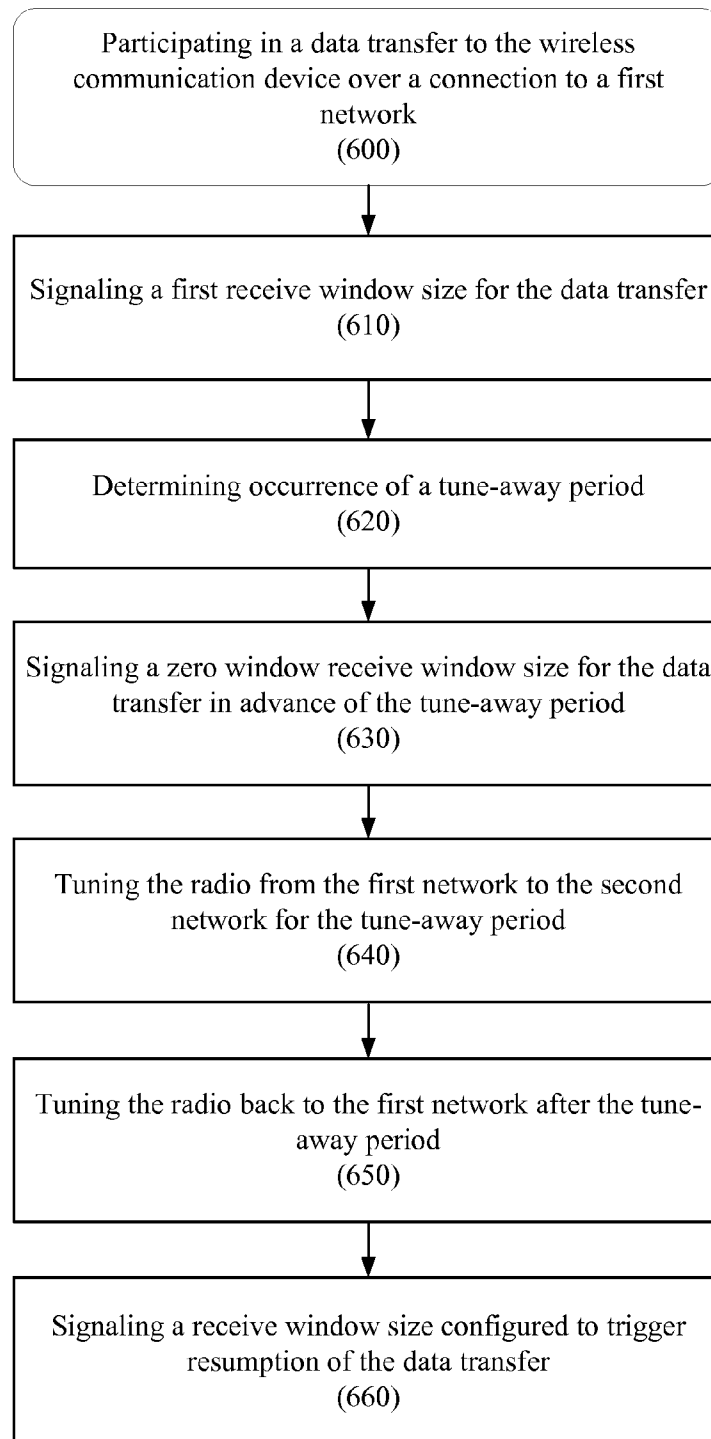 Participating in a data transfer to the wireless
communication device over a connection to a first
network
(600)
Signaling a first receive window size for the data transfer
(610)
Determining occurrence of a tune-away period
(620)
Signaling a zero window receive window size for the data
transfer in advance of the tune-away period
(630)
Tuning the radio from the first network to the second
network for the tune-away period
(640)
Tuning the radio back to the first network after the tune-
away period
(650)
Signaling a receive window size configured to trigger
resumption of the data transfer
(660)